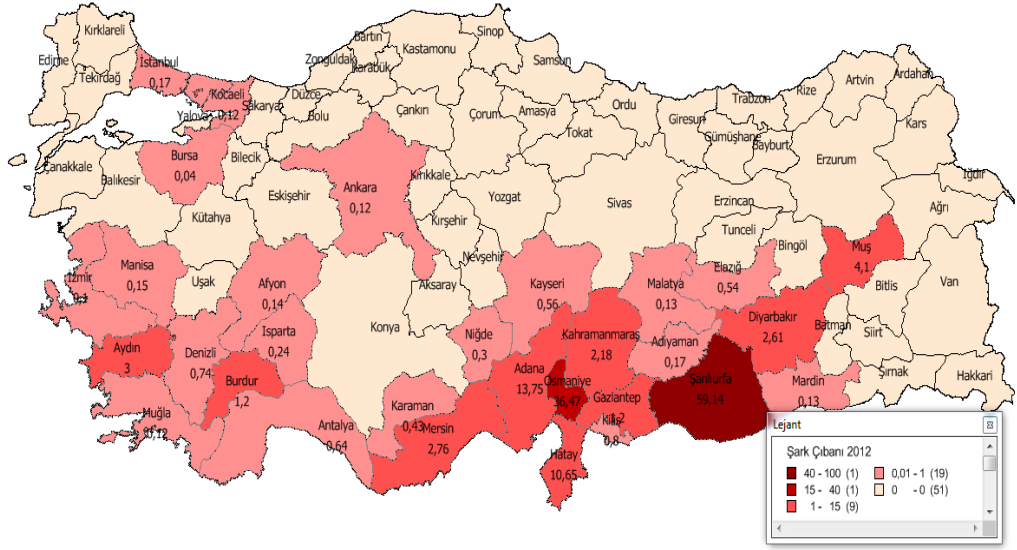 Kırklareli
Edirne
Tekirdağ
İstanbul
0,17
Kocaeli
0,12
Yalova
Sakarya
Düzce
Bolu
Zonguldak
Bartın
Karabük
Kastamonu
Sinop
Samsun
Çankırı
Çorum
Amasya
Ordu
Tokat
Giresun
Trabzon
Gümüşhane
Bayburt
Rize
Artvin
Ardahan
Kars
Erzurum
Iğdır
Ağrı
Çanakkale
Balıkesir
Bursa
0,04
Bilecik
Eskişehir
Kütahya
Ankara
0,12
Kırıkkale
Kırşehir
Yozgat
Sivas
Erzincan
Tunceli
Bingöl
Muş
4,1
Bitlis
Van
Manisa
0,15
İzmir
Uşak
Afyon
0,14
Isparta
0,24
Konya
Aksaray
Nevşehir
Niğde
0,3
Kayseri
0,56
Malatya
0,13
Elazığ
0,54
Diyarbakır
2,61
Batman
Siirt
Şırnak
Hakkari
Aydın
3
Denizli
0,74
Burdur
1,2
Muğla
0,12
Antalya
0,64
Karaman
0,43
Mersin
2,76
Adana
13,75
Osmaniye
36,47
Kahramanmaraş
2,18
Adıyaman
0,17
Gaziantep
1,2
Kilis
0,8
Hatay
10,65
Şanlıurfa
59,14
Mardin
0,13
Lejant
Şark Çıbanı 2012
40 - 100 (1)
15 - 40 (1)
1 - 15 (9)
0,01 - 1 (19)
0 - 0 (51)